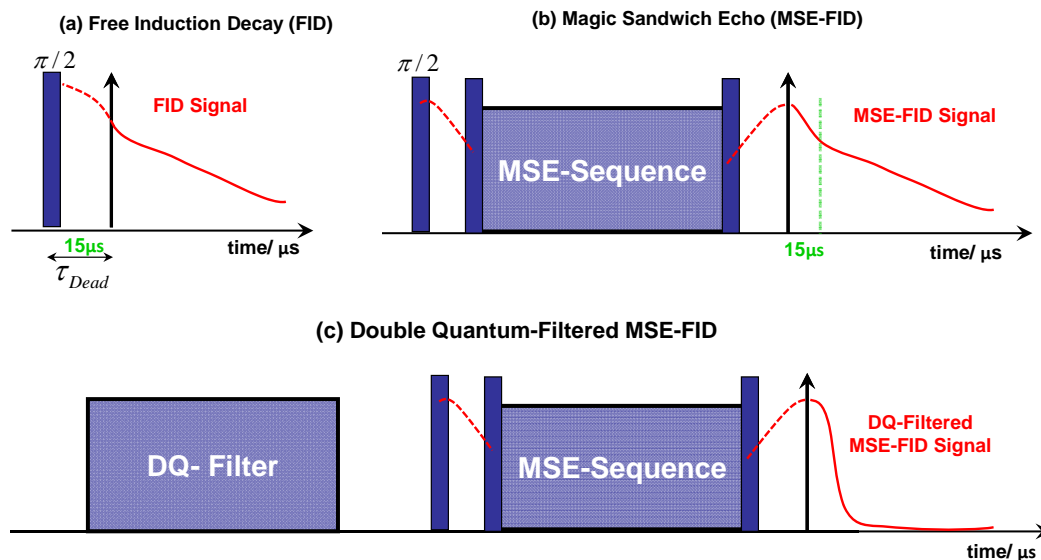 (a) Free Induction Decay (FID)
π/2
FID Signal
15µs
τ_Dead
time/ µs
(b) Magic Sandwich Echo (MSE-FID)
π/2
MSE-Sequence
MSE-FID Signal
15µs
time/ µs
(c) Double Quantum-Filtered MSE-FID
DQ- Filter
MSE-Sequence
DQ-Filtered
MSE-FID Signal
time/ µs